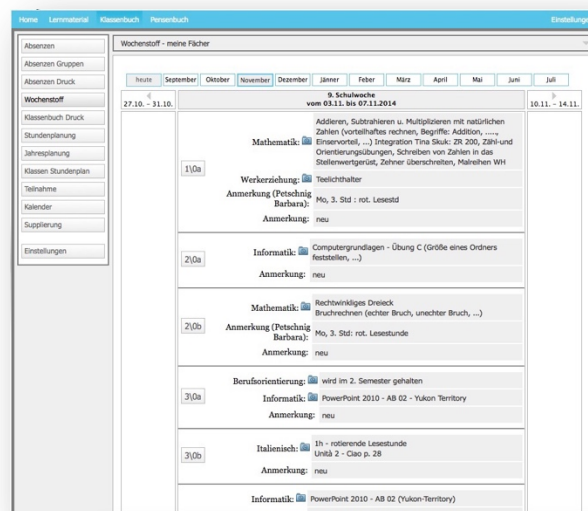 Home Lernmaterial Klassenbuch Pensenbuch Einstellunge
Absenzen
Absenzen Gruppen
Absenzen Druck
Wochenstoff
Klassenbuch Druck
Stundenplanung
Jahresplanung
Klassen Stundenplan
Teilnahme
Kalender
Supplierung
Einstellungen
Wochenstoff - meine Fächer
heute September Oktober November Dezember Jänner Feber März April Mai Juni Juli
27.10. - 31.10.
9. Schulwoche
vom 03.11. bis 07.11.2014
10.11. - 14.11.
1\0a
Mathematik:
Addieren, Subtrahieren u. Multiplizieren mit natürlichen
Zahlen (vorteilhaftes rechnen, Begriffe: Addition, .....,
Einservorteil, ...) Integration Tina Skuk: ZR 200, Zähl-und
Orientierungsübungen, Schreiben von Zahlen in das
Stellenwertgerüst, Zehner überschreiten, Malreihen WH
Werkerziehung: Teelichthalter
Anmerkung (Petschnig
Barbara):
Mo, 3. Std : rot. Lesestd
Anmerkung: neu
2\0a
Informatik:
Computergrundlagen - Übung C (Größe eines Ordners
feststellen, ...)
Anmerkung: neu
2\0b
Mathematik:
Rechtwinkliges Dreieck
Bruchrechnen (echter Bruch, unechter Bruch, ...)
Anmerkung (Petschnig
Barbara):
Mo, 3. Std: rot. Lesestunde
Anmerkung: neu
3\0a
Berufsorientierung: wird im 2. Semester gehalten
Informatik: PowerPoint 2010 - AB 02 - Yukon Territory
Anmerkung: neu
3\0b
Italienisch:
1h - rotierende Lesestunde
Unità 2 - Ciao p. 28
Anmerkung: neu
Informatik: PowerPoint 2010 - AB 02 (Yukon-Territory)